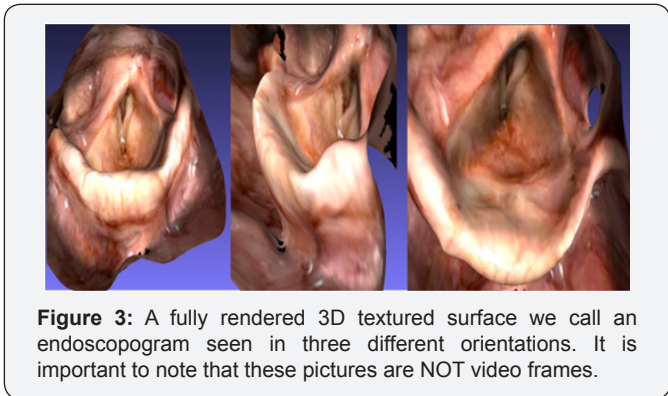 Figure 3: A fully rendered 3D textured surface we call an
endoscopogram seen in three different orientations. It is
important to note that these pictures are NOT video frames.